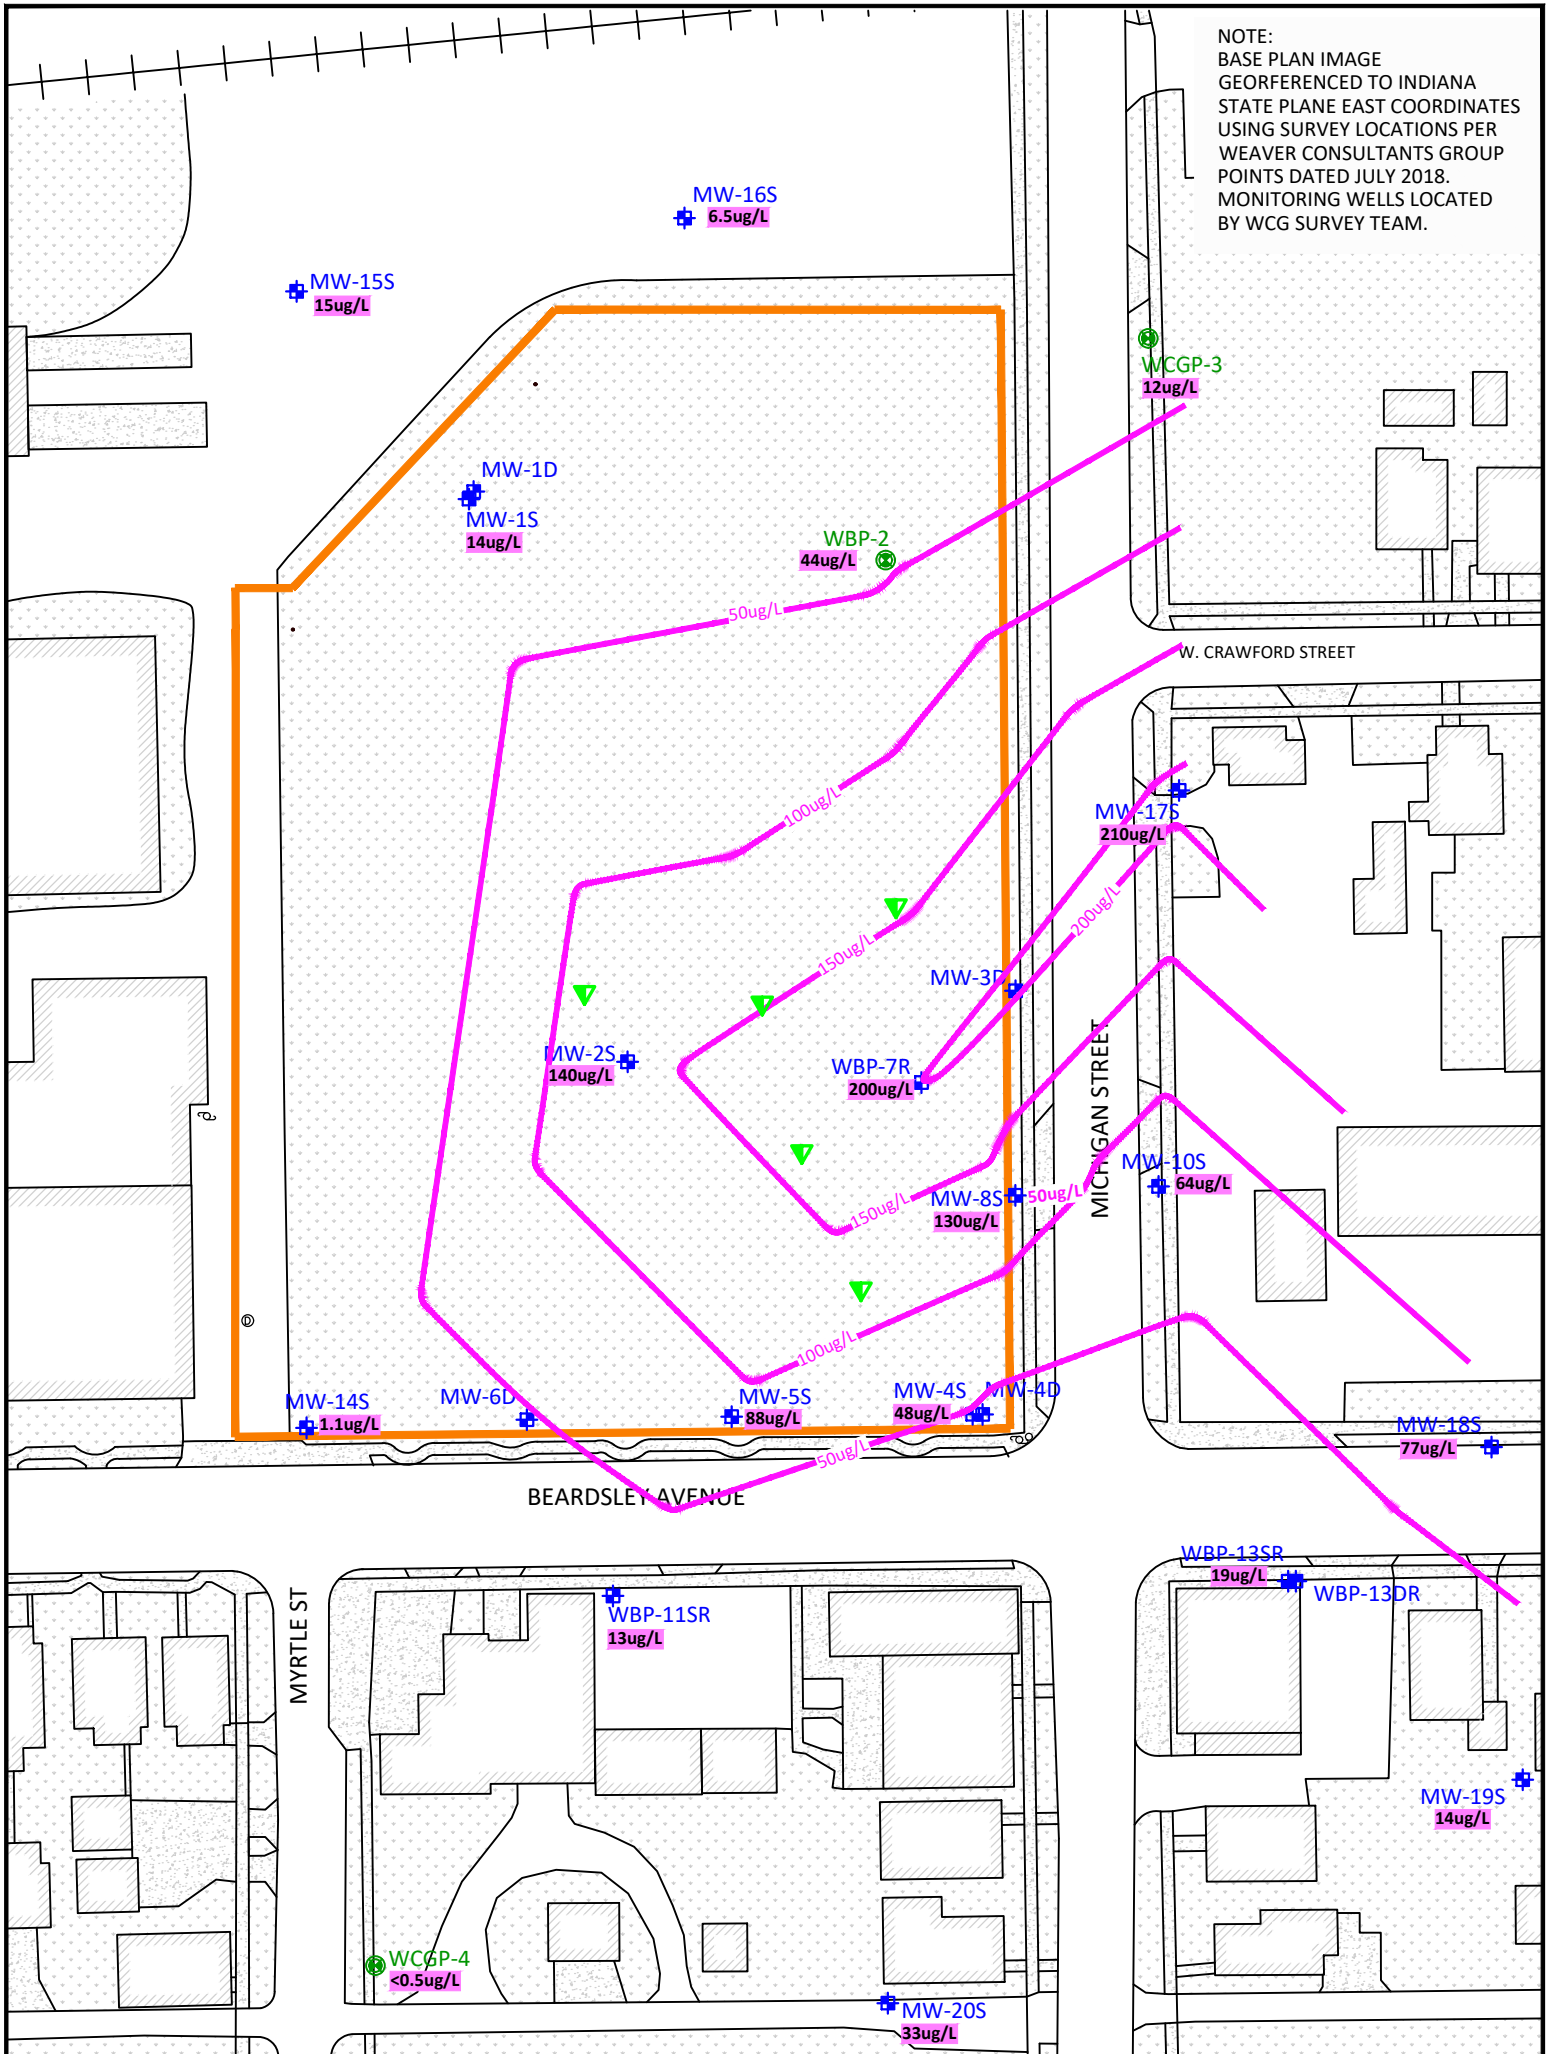 NOTE:
BASE PLAN IMAGE
GEORFERENCED TO INDIANA
STATE PLANE EAST COORDINATES
USING SURVEY LOCATIONS PER
WEAVER CONSULTANTS GROUP
POINTS DATED JULY 2018.
MONITORING WELLS LOCATED
BY WCG SURVEY TEAM.
MW-16S
6.5ug/L
MW-15S
15ug/L
WCGP-3
12ug/L
MW-1D
MW-1S
14ug/L
WBP-2
44ug/L
50ug/L
W. CRAWFORD STREET
100ug/L
MW-17S
210ug/L
200ug/L
150ug/L
MW-3D
MW-2S
140ug/L
WBP-7R
200ug/L
MICHIGAN STREET
MW-10S
64ug/L
MW-8S
50ug/L
130ug/L
150ug/L
D
100ug/L
MW-14S
1.1ug/L
MW-6D
MW-5S
88ug/L
MW-4S
MW-4D
48ug/L
50ug/L
MW-18S
77ug/L
BEARDSLEY AVENUE
WBP-13SR
19ug/L
WBP-13DR
MYRTLE ST
WBP-11SR
13ug/L
MW-19S
14ug/L
WCGP-4
<0.5ug/L
MW-20S
33ug/L